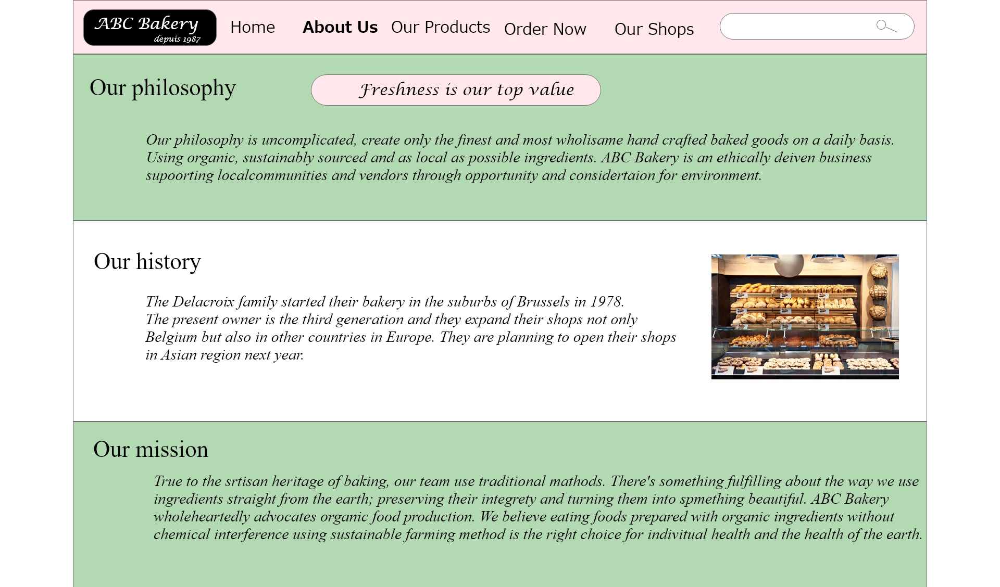 ABC Bakery
depuis 1987
Home About Us Our Products Order Now Our Shops
Our philosophy
Freshness is our top value
Our philosophy is uncomplicated, create only the finest and most wholisame hand crafted baked goods on a daily basis.
Using organic, sustainably sourced and as local as possible ingredients. ABC Bakery is an ethically deiven business
supoorting localcommunities and vendors through opportunity and considertaion for environment.
Our history
The Delacroix family started their bakery in the suburbs of Brussels in 1978.
The present owner is the third generation and they expand their shops not only
Belgium but also in other countries in Europe. They are planning to open their shops
in Asian region next year.
Our mission
True to the srtisan heritage of baking, our team use traditional mathods. There's something fulfilling about the way we use
ingredients straight from the earth; preserving their integrety and turning them into spmething beautiful. ABC Bakery
wholeheartedly advocates organic food production. We believe eating foods prepared with organic ingredients without
chemical interference using sustainable farming method is the right choice for indivitual health and the health of the earth.